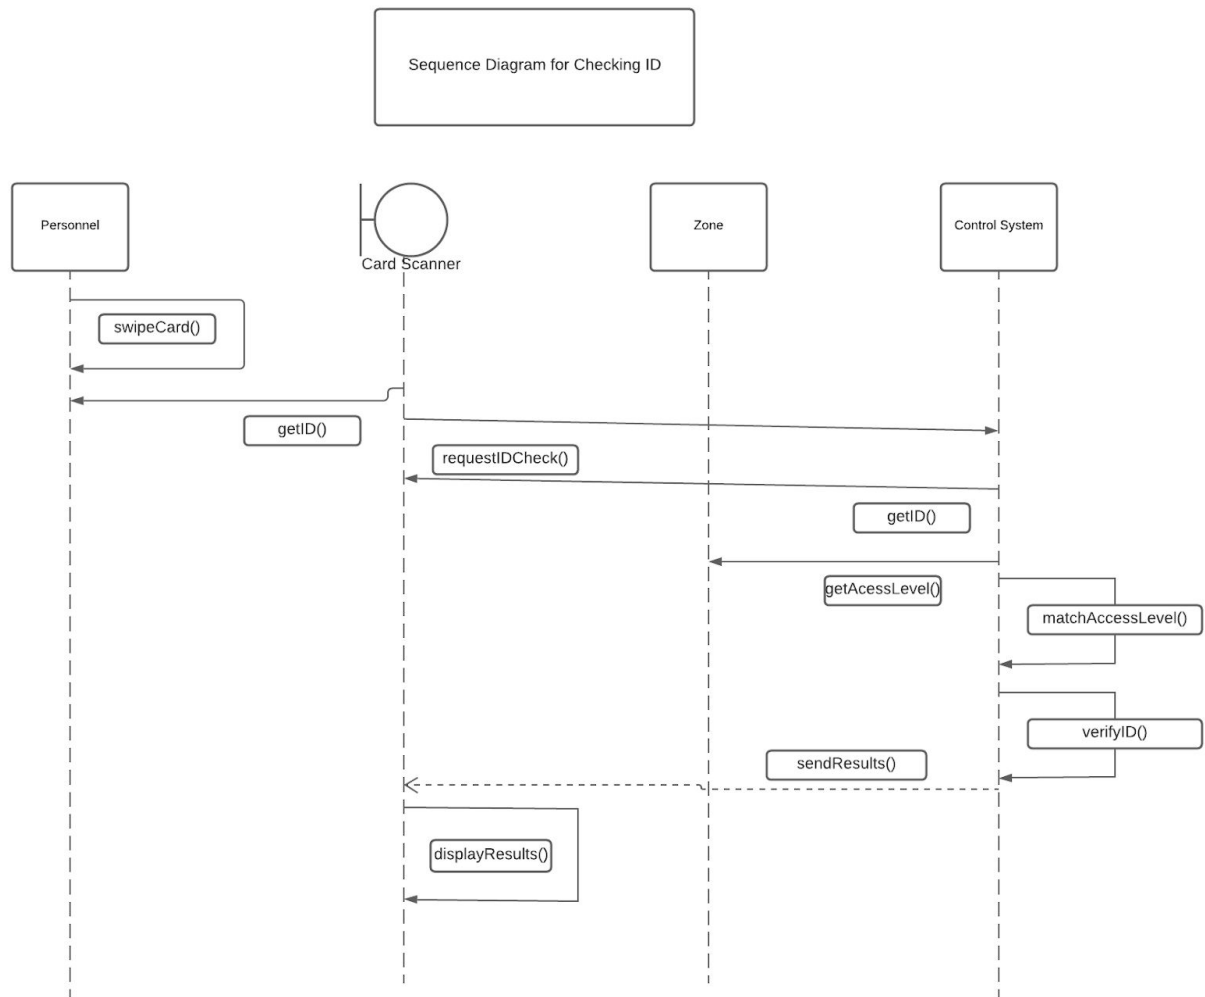 Sequence Diagram for Checking ID
Personnel
Card Scanner
Zone
Control System
swipeCard()
getID()
requestIDCheck()
getID()
getAcessLevel()
matchAccessLevel()
verifyID()
sendResults()
displayResults()